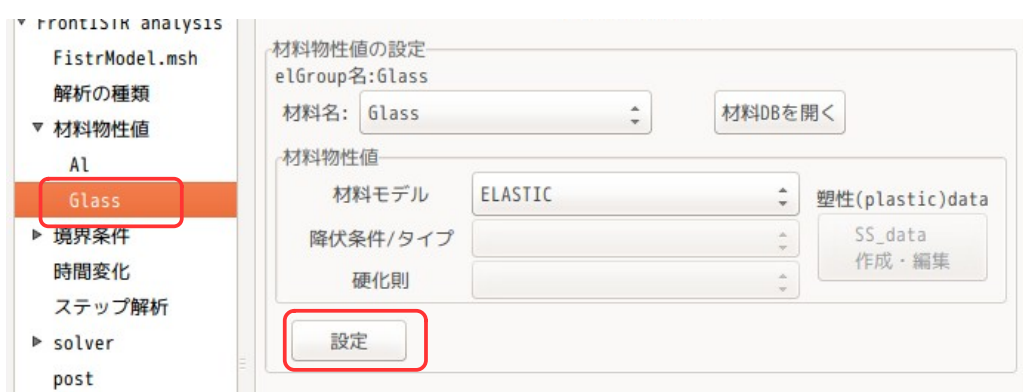 FrontISTR analysis
FistrModel.msh
解析の種類
材料物性値
Al
Glass
境界条件
時間変化
ステップ解析
solver
post
材料物性値の設定
elGroup名:Glass
材料名: Glass 材料DBを開く
材料物性値
材料モデル ELASTIC 塑性(plastic)data
降伏条件/タイプ SS_data
作成・編集
硬化則
設定